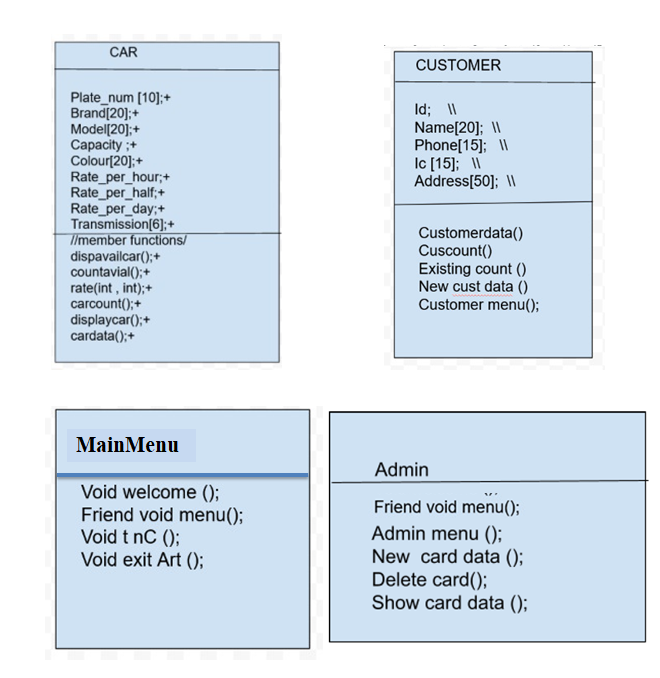 CAR
Plate_num [10];+
Brand[20];+
Model[20];+
Capacity ;+
Colour[20];+
Rate_per_hour;+
Rate_per_half;+
Rate_per_day;+
Transmission[6];+
//member functions/
dispavailcar();+
countavial();+
rate(int , int);+
carcount();+
displaycar();+
cardata();+
CUSTOMER
Id; \\
Name[20]; \\
Phone[15]; \\
Ic [15]; \\
Address[50]; \\
Customerdata()
Cuscount()
Existing count ()
New cust data ()
Customer menu();
MainMenu
Void welcome ();
Friend void menu();
Void t nC ();
Void exit Art ();
Admin
Friend void menu();
Admin menu ();
New card data ();
Delete card();
Show card data ();